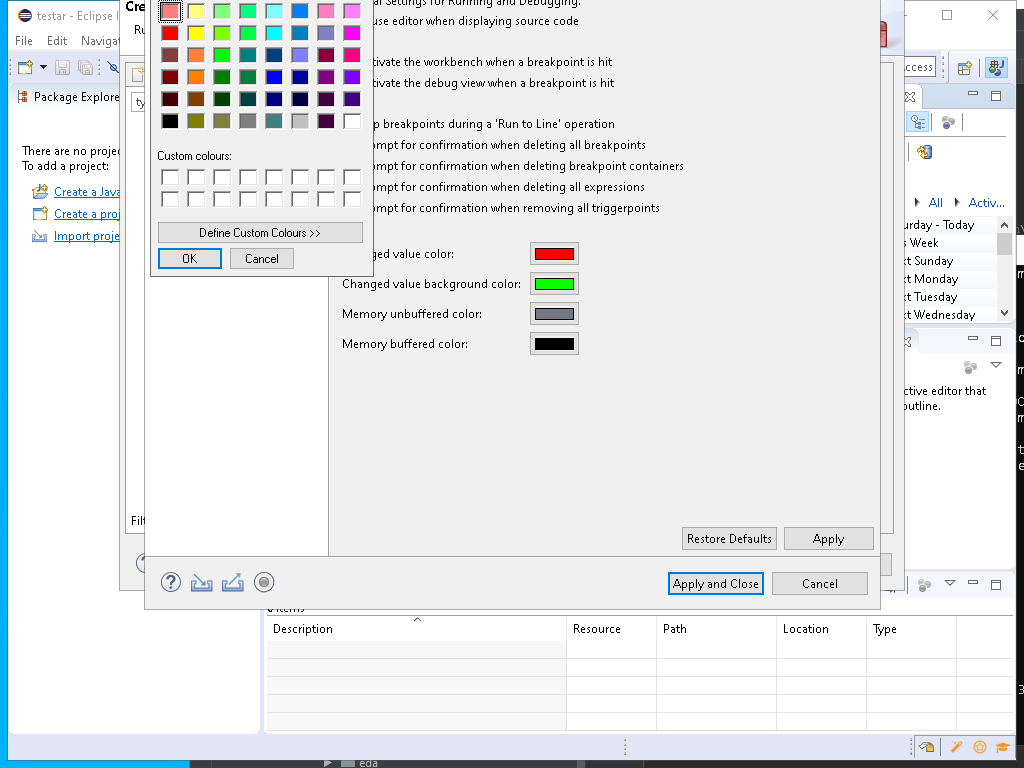 testar - Eclipse I
File Edit Navigat
Cre
Ru
Package Explore
ty
There are no projec
To add a project:
Create a Java
Create a proj
Import proje
Filt
Custom colours:
Define Custom Colours >>
OK Cancel
al Settings for Running and Debugging.
use editor when displaying source code
tivate the workbench when a breakpoint is hit
tivate the debug view when a breakpoint is hit
p breakpoints during a 'Run to Line' operation
ompt for confirmation when deleting all breakpoints
ompt for confirmation when deleting breakpoint containers
ompt for confirmation when deleting all expressions
ompt for confirmation when removing all triggerpoints
ged value color:
Changed value background color:
Memory unbuffered color:
Memory buffered color:
Restore Defaults Apply
Apply and Close Cancel
ccess
All Activ...
urday - Today
s Week
xt Sunday
xt Monday
xt Tuesday
xt Wednesday
ctive editor that
outline.
0 items
Description Resource Path Location Type
eda